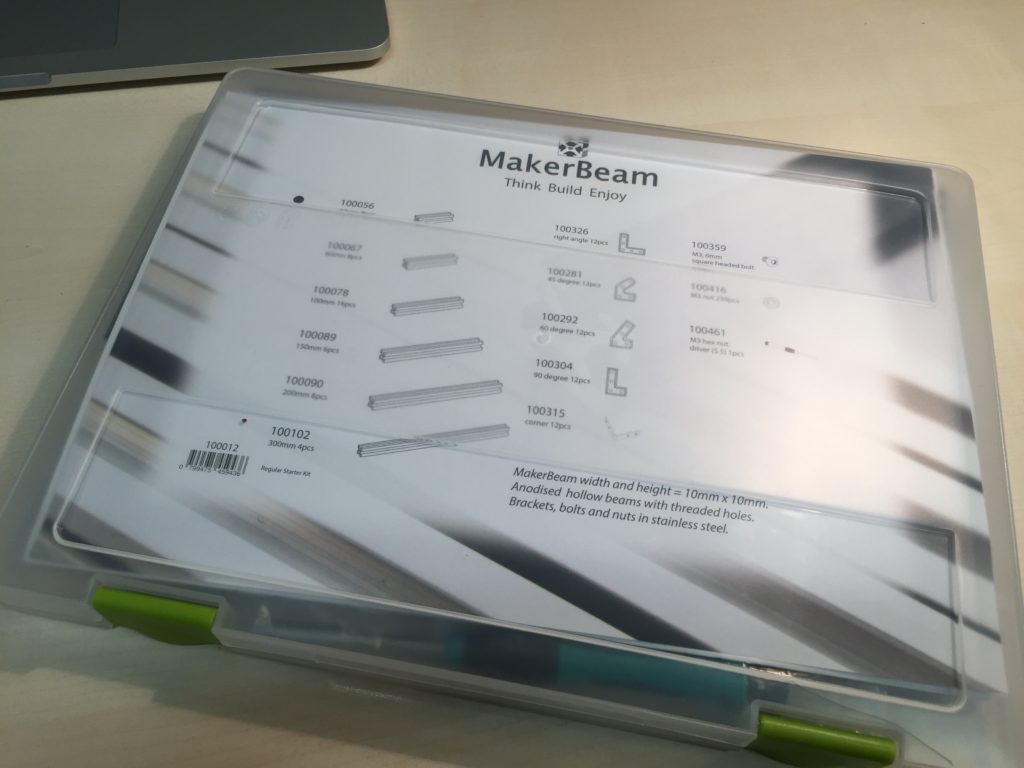 MakerBeam
Think Build Enjoy
100056
100067
60mm 8pcs
100078
100mm 16pcs
100089
150mm 6pcs
100090
200mm 8pcs
100102
300mm 4pcs
100012
Regular Starter Kit
100326
right angle 12pcs
100281
45 degree 12pcs
100292
60 degree 12pcs
100304
90 degree 12pcs
100315
corner 12pcs
100359
M3, 6mm
square headed bolt
100416
M3 nut 250pcs
100461
M3 hex nut
driver (5.5) 1pcs
MakerBeam width and height = 10mm x 10mm.
Anodised hollow beams with threaded holes.
Brackets, bolts and nuts in stainless steel.